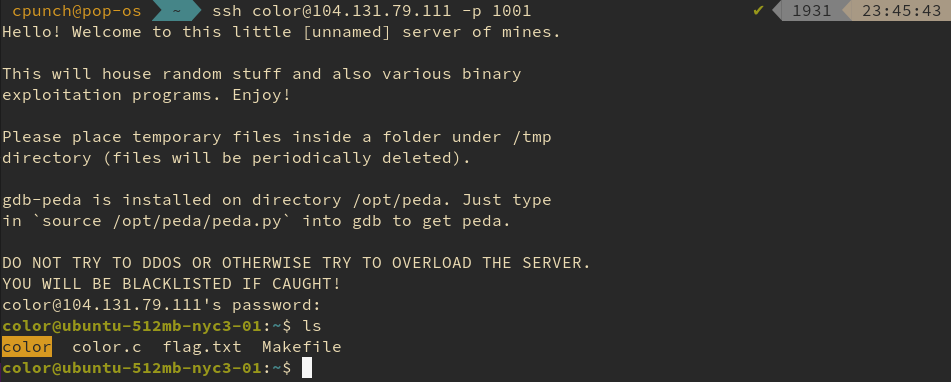 cpunch@pop-os ~ ssh color@104.131.79.111 -p 1001 ✔ 1931 23:45:43
Hello! Welcome to this little [unnamed] server of mines.
This will house random stuff and also various binary
exploitation programs. Enjoy!
Please place temporary files inside a folder under /tmp
directory (files will be periodically deleted).
gdb-peda is installed on directory /opt/peda. Just type
in `source /opt/peda/peda.py` into gdb to get peda.
DO NOT TRY TO DDOS OR OTHERWISE TRY TO OVERLOAD THE SERVER.
YOU WILL BE BLACKLISTED IF CAUGHT!
color@104.131.79.111's password:
color@ubuntu-512mb-nyc3-01:~$ ls
color color.c flag.txt Makefile
color@ubuntu-512mb-nyc3-01:~$